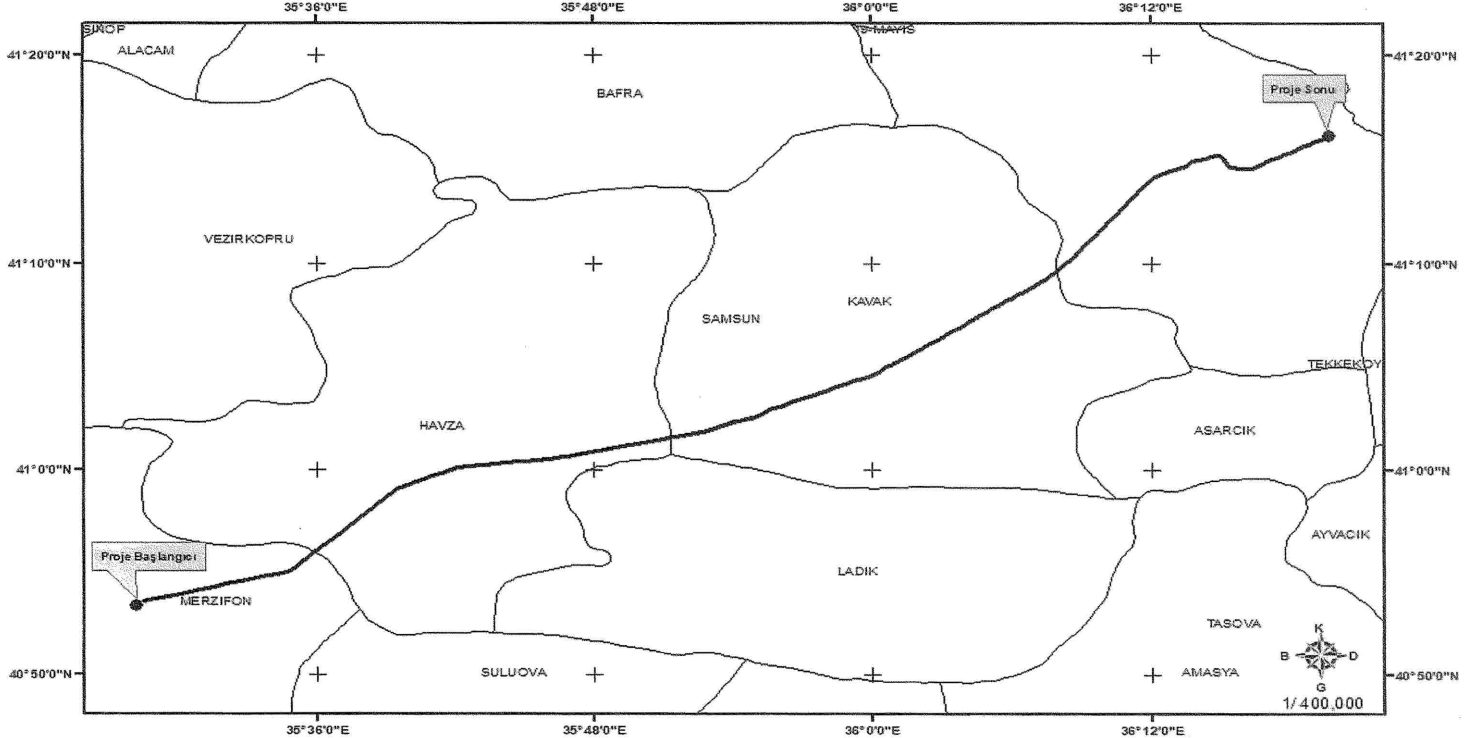 35°36'0"E
35°48'0"E
36°0'0"E
36°12'0"E
SINOP
19-MAYIS
ALACAM
41°20'0"N
41°20'0"N
BAFRA
Proje Sonu
VEZIRKOPRU
41°10'0"N
41°10'0"N
KAVAK
SAMSUN
TEKKEKOY
HAVZA
ASARCIK
41°0'0"N
41°0'0"N
AYVACIK
Proje Başlangıcı
LADIK
MERZIFON
TASOVA
K
B
D
SULUOVA
AMASYA
40°50'0"N
40°50'0"N
G
1/400,000
35°36'0"E
35°48'0"E
36°0'0"E
36°12'0"E